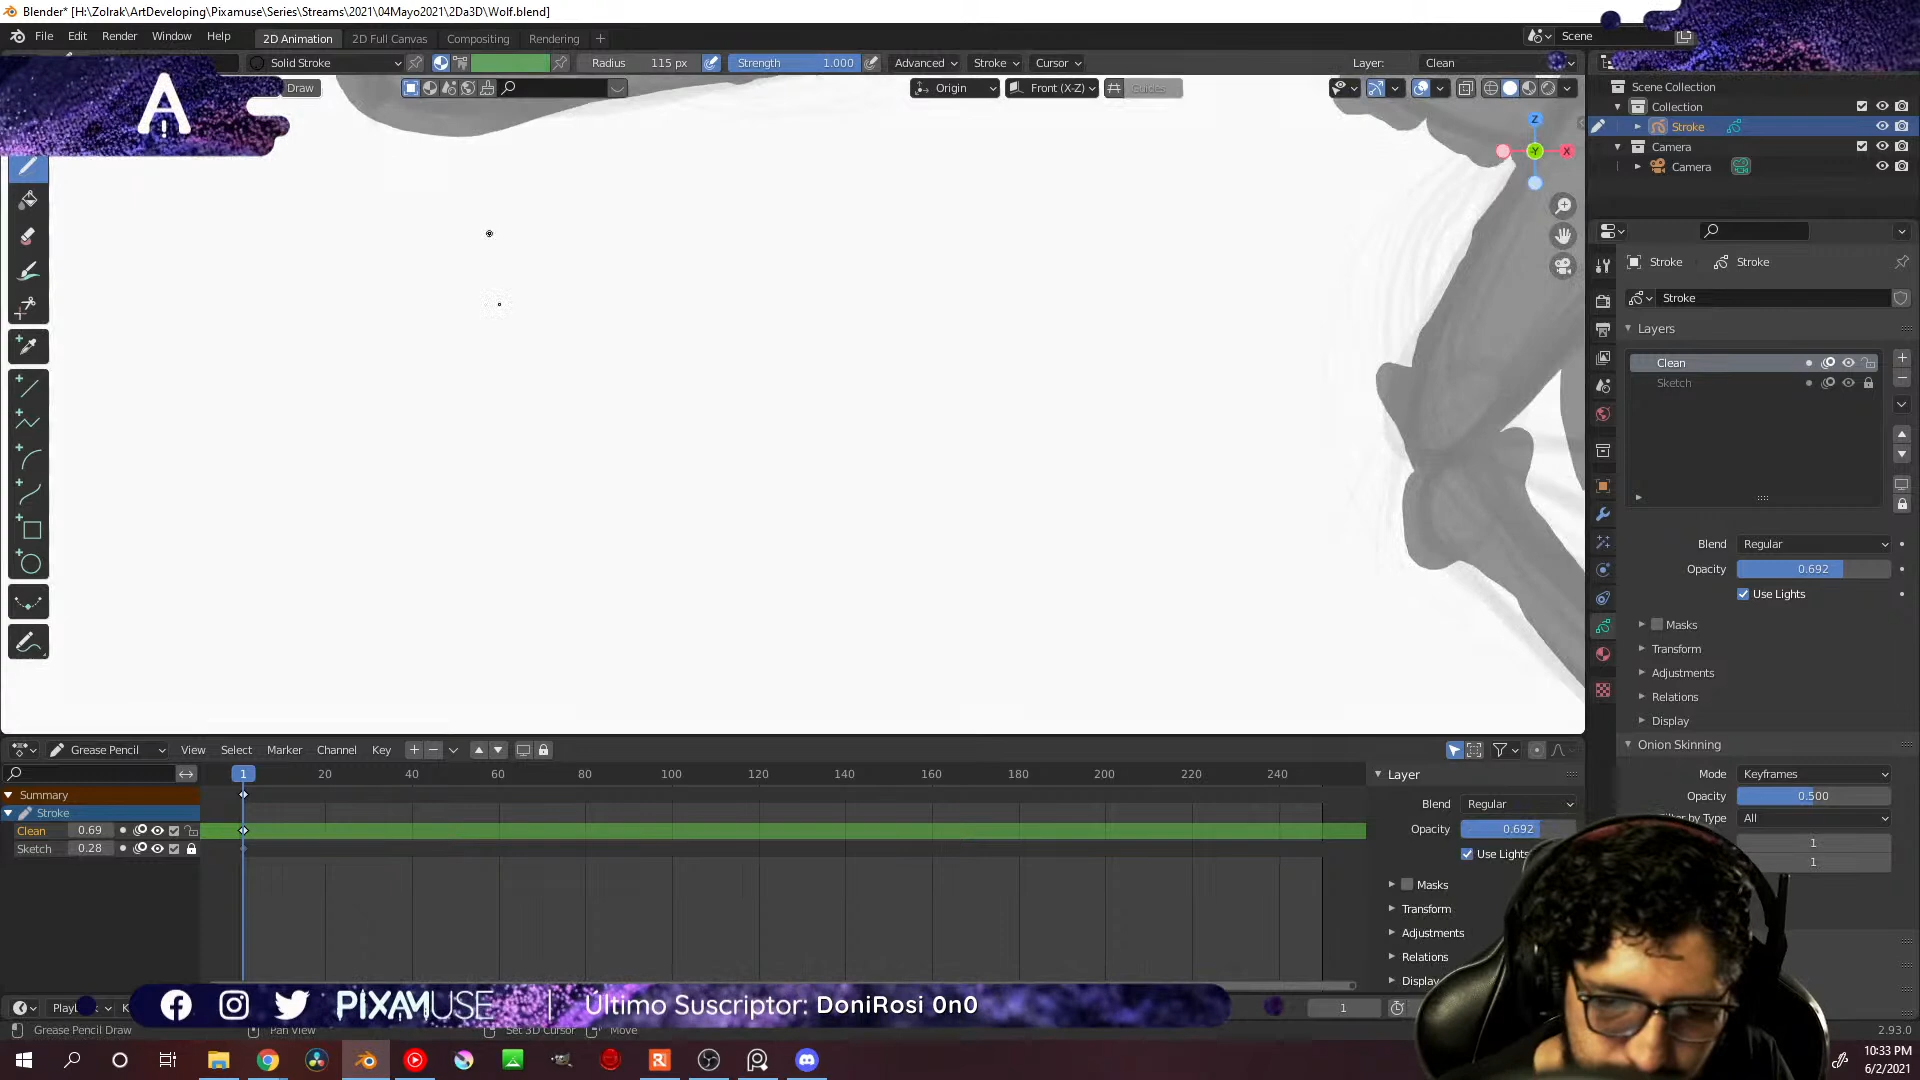 Blender* [H:\Zolrak\ArtDeveloping\Pixamuse\Series\Streams\2021\04Mayo2021\2Da3D\Wolf.blend]
File Edit Render Window Help
2D Animation 2D Full Canvas Compositing Rendering +
Scene
Solid Stroke Radius 115 px Strength 1.000 Advanced Stroke Cursor Layer: Clean
Draw Origin Front (X-Z) Guides
A
Z
Y X
Scene Collection
Collection
Stroke
Camera
Camera
Stroke Stroke
Stroke
Layers
Clean
Sketch
Blend Regular
Opacity 0.692
Use Lights
Masks
Transform
Adjustments
Relations
Display
Onion Skinning
Mode Keyframes
Opacity 0.500
by Type All
1
1
Grease Pencil View Select Marker Channel Key
1 20 40 60 80 100 120 140 160 180 200 220 240
Summary
Stroke
Clean 0.69
Sketch 0.28
Layer
Blend Regular
Opacity 0.692
Use Lights
Masks
Transform
Adjustments
Relations
Display
PIXAMUSE | Último Suscriptor: DoniRosi 0n0
1
Grease Pencil Draw Pan View Set 3D Cursor Move
2.93.0
10:33 PM
6/2/2021